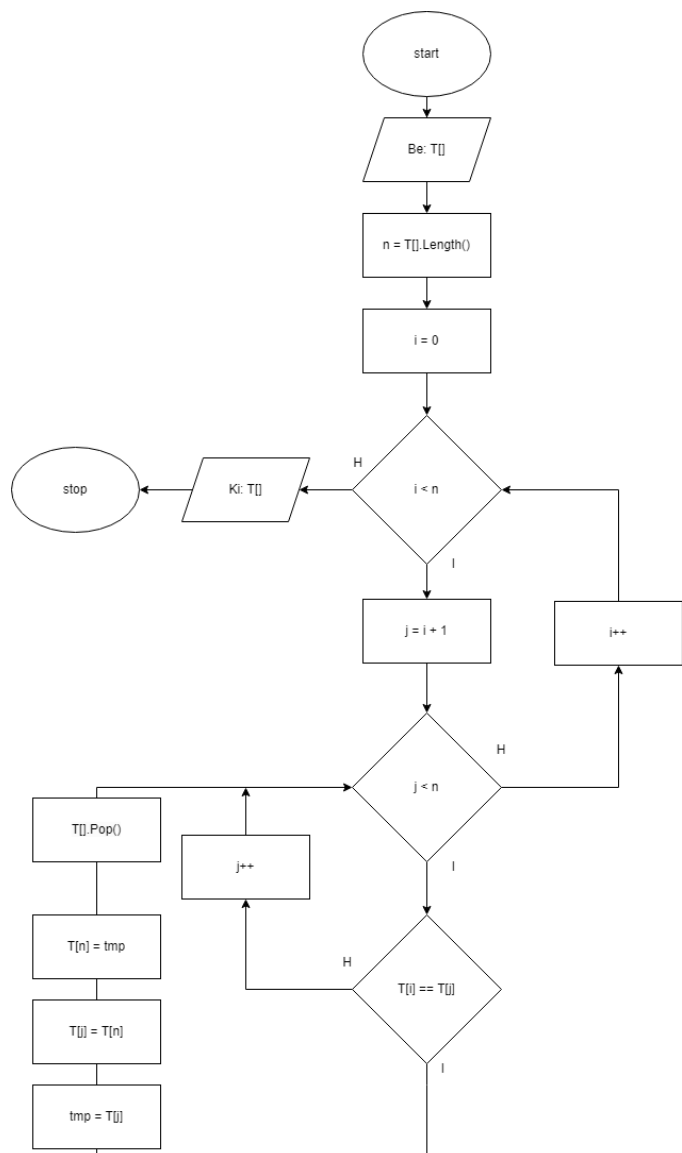 start
Be: T[]
n = T[].Length()
i = 0
H
i < n
Ki: T[]
stop
I
j = i + 1
i++
H
j < n
T[].Pop()
j++
I
T[n] = tmp
H
T[i] == T[j]
T[j] = T[n]
I
tmp = T[j]